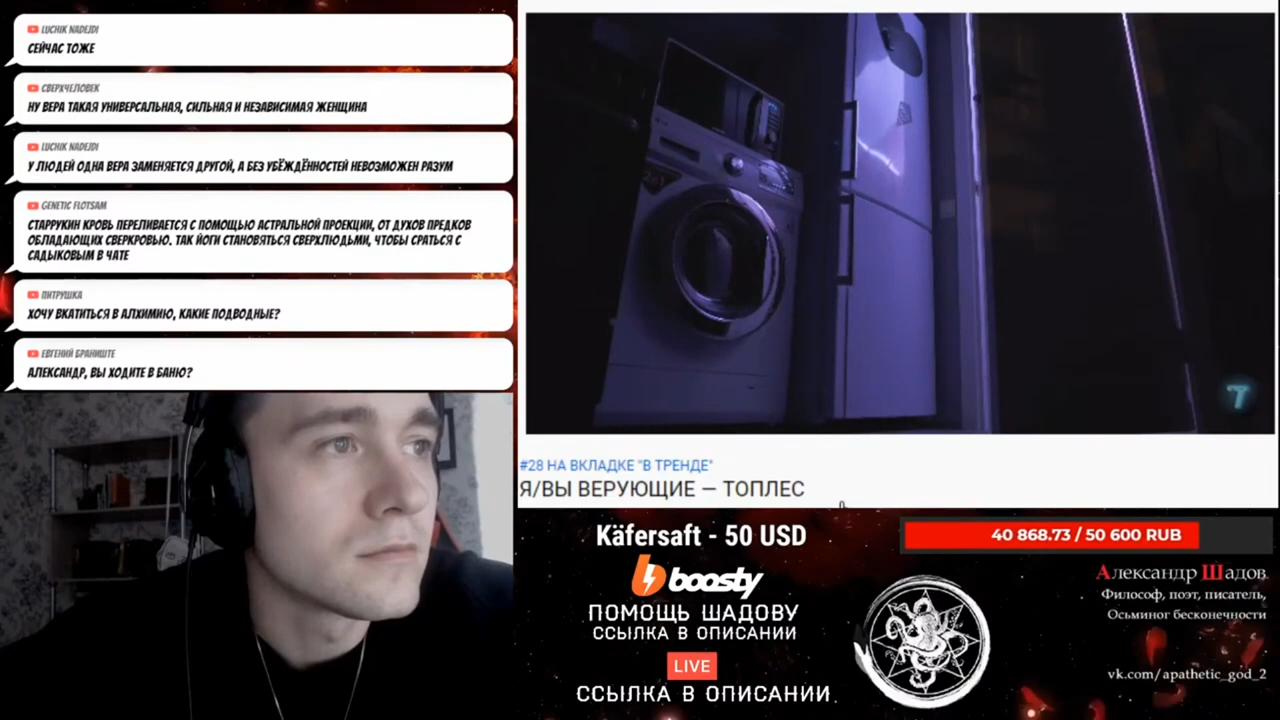 LUCHIK NADEJDI
СЕЙЧАС ТОЖЕ
СВЕРХЧЕЛОВЕК
НУ ВЕРА ТАКАЯ УНИВЕРСАЛЬНАЯ, СИЛЬНАЯ И НЕЗАВИСИМАЯ ЖЕНЩИНА
LUCHIK NADEJDI
У ЛЮДЕЙ ОДНА ВЕРА ЗАМЕНЯЕТСЯ ДРУГОЙ, А БЕЗ УБЕЖДЁННОСТЕЙ НЕВОЗМОЖЕН РАЗУМ
GENETIC FLOTSAM
СТАРРУКИН КРОВЬ ПЕРЕЛИВАЕТСЯ С ПОМОЩЬЮ АСТРАЛЬНОЙ ПРОЕКЦИИ, ОТ ДУХОВ ПРЕДКОВ
ОБЛАДАЮЩИХ СВЕРКРОВЬЮ. ТАК ЙОГИ СТАНОВЯТЬСЯ СВЕРХЛЮДЬМИ, ЧТОБЫ СРАТЬСЯ С
САДЫКОВЫМ В ЧАТЕ
ПИТРУШКА
ХОЧУ ВКАТИТЬСЯ В АЛХИМИЮ, КАКИЕ ПОДВОДНЫЕ?
ЕВГЕНИЙ БРАНИШТЕ
АЛЕКСАНДР, ВЫ ХОДИТЕ В БАНЮ?
#28 НА ВКЛАДКЕ "В ТРЕНДЕ"
Я/ВЫ ВЕРУЮЩИЕ — ТОПЛЕС
Käfersaft - 50 USD
boosty
ПОМОЩЬ ШАДОВУ
ССЫЛКА В ОПИСАНИИ
LIVE
ССЫЛКА В ОПИСАНИИ
40 868.73 / 50 600 RUB
Александр Шадов
Философ, поэт, писатель,
Осьминог бесконечности
vk.com/apathetic_god_2